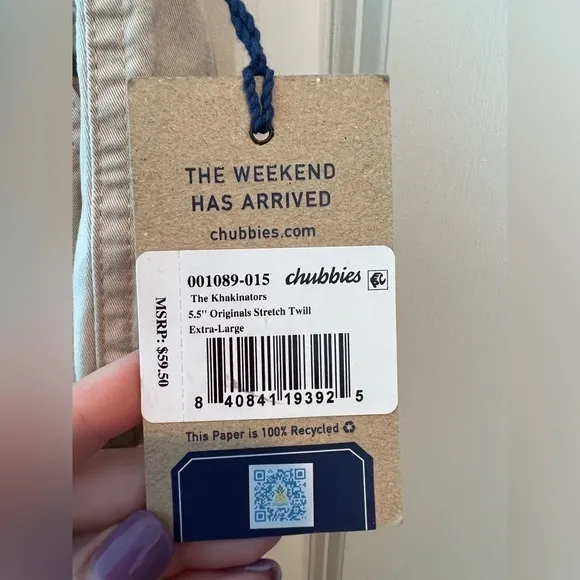 THE WEEKEND
HAS ARRIVED
chubbies.com
001089-015 chubbies
The Khakinators
5.5" Originals Stretch Twill
Extra-Large
MSRP: $59.50
8 40841 19392 5
This Paper is 100% Recycled